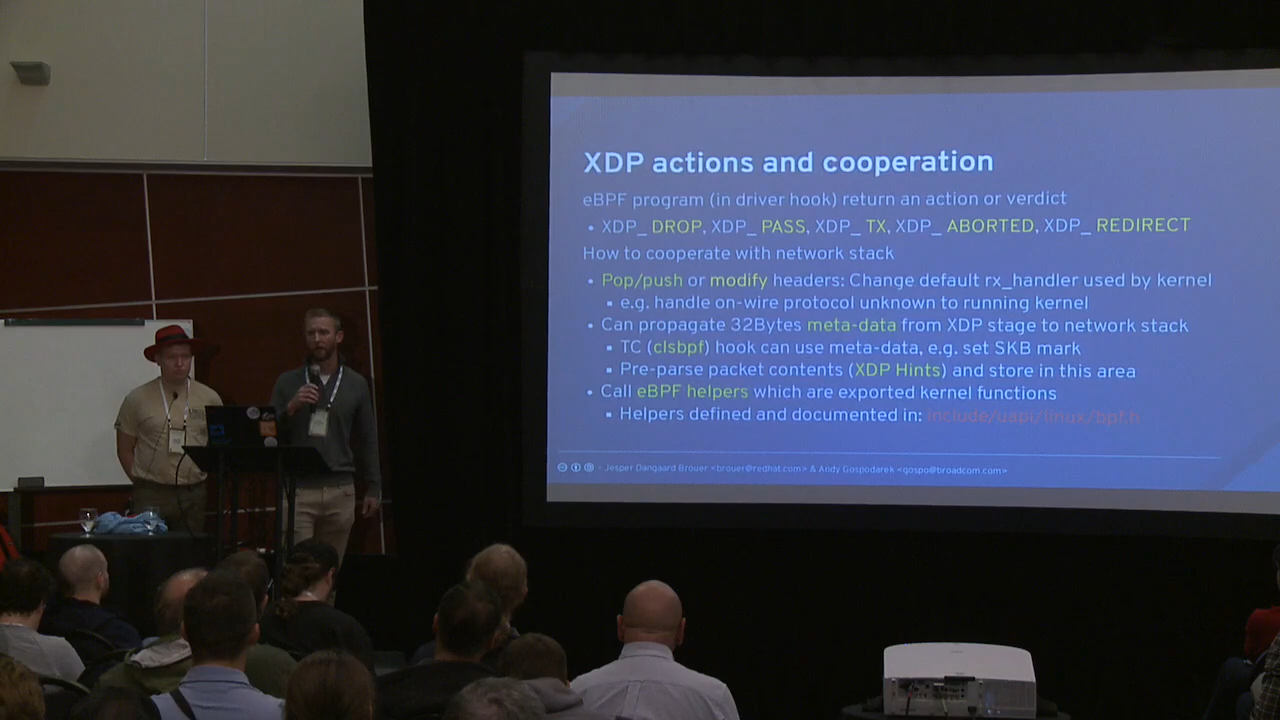 XDP actions and cooperation
eBPF program (in driver hook) return an action or verdict
• XDP_ DROP, XDP_ PASS, XDP_ TX, XDP_ ABORTED, XDP_ REDIRECT
How to cooperate with network stack
• Pop/push or modify headers: Change default rx_handler used by kernel
▪ e.g. handle on-wire protocol unknown to running kernel
• Can propagate 32Bytes meta-data from XDP stage to network stack
▪ TC (clsbpf) hook can use meta-data, e.g. set SKB mark
▪ Pre-parse packet contents (XDP Hints) and store in this area
• Call eBPF helpers which are exported kernel functions
▪ Helpers defined and documented in: include/uapi/linux/bpf.h
– Jesper Dangaard Brouer <brouer@redhat.com> & Andy Gospodarek <gospo@broadcom.com>